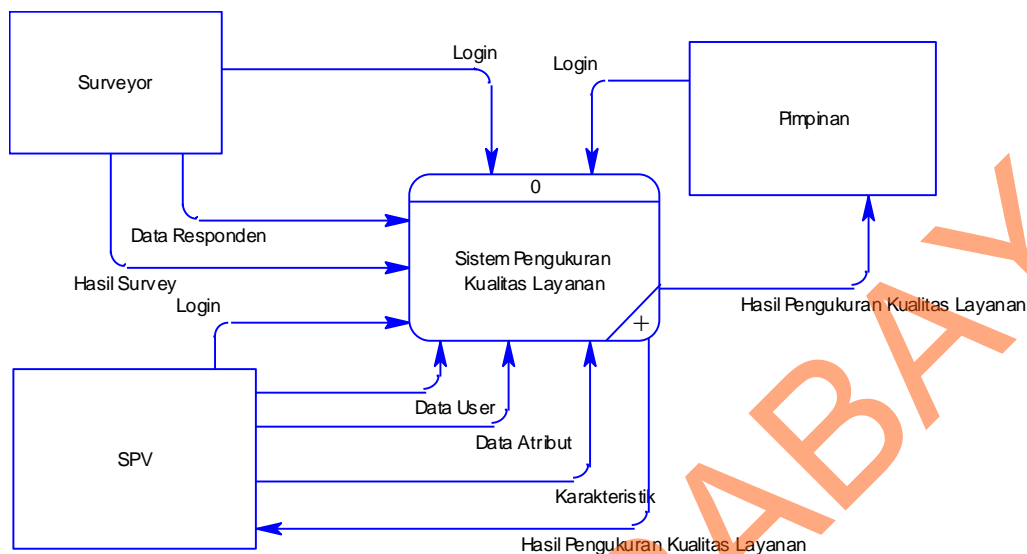 Login
Surveyor
Login
Pimpinan
0
Data Responden
Sistem Pengukuran
Kualitas Layanan
Hasil Survey
Login
Hasil Pengukuran Kualitas Layanan
+
Data User
Data Atribut
SPV
Karakteristik
Hasil Pengukuran Kualitas Layanan
ABAY